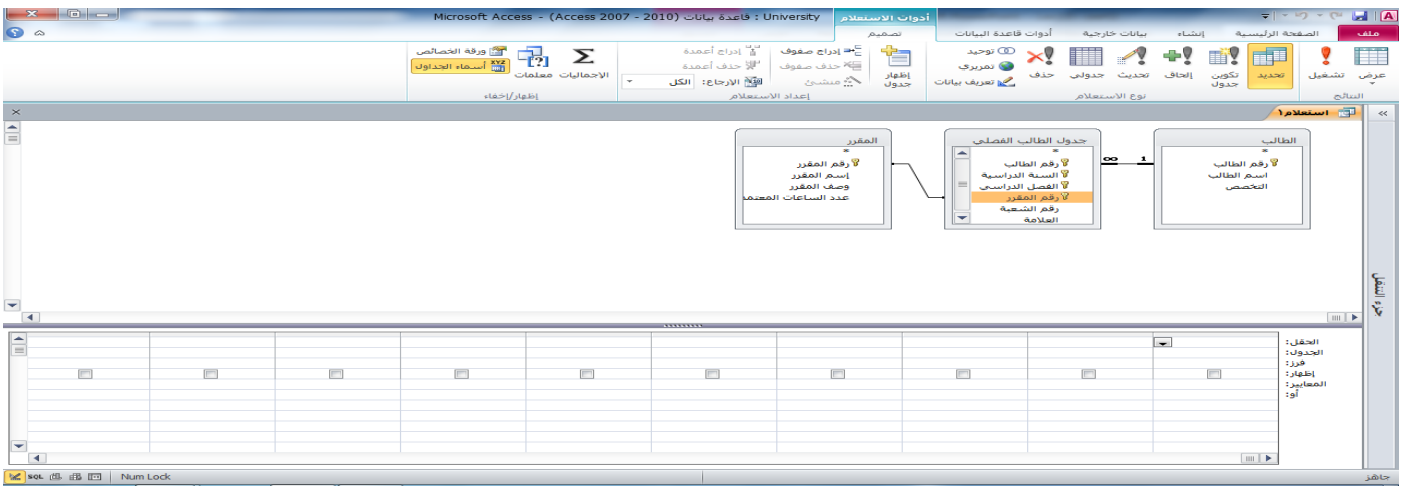 University : قاعدة بيانات (Access 2007 - 2010) - Microsoft Access
أدوات الاستعلام
ملف
الصفحة الرئيسية
إنشاء
بيانات خارجية
أدوات قاعدة البيانات
تصميم
عرض
تشغيل
النتائج
تحديد
تكوين جدول
إلحاق
تحديث
جدولي
حذف
توحيد
تمريري
تعريف بيانات
نوع الاستعلام
إظهار جدول
إدراج صفوف
حذف صفوف
منشئ
إدراج أعمدة
حذف أعمدة
الإرجاع: الكل
إعداد الاستعلام
الاجماليات
معلمات
ورقة الخصائص
أسماء الجداول
XYZ
إظهار/إخفاء
استعلام١
جزء التنقل
الطالب
*
رقم الطالب
اسم الطالب
التخصص
1
∞
جدول الطالب الفصلي
*
رقم الطالب
السنة الدراسية
الفصل الدراسي
رقم المقرر
رقم الشعبة
العلامة
المقرر
*
رقم المقرر
إسم المقرر
وصف المقرر
عدد الساعات المعتمد
الحقل:
الجدول:
فرز:
إظهار:
المعايير:
أو:
جاهز
Num Lock
SQL